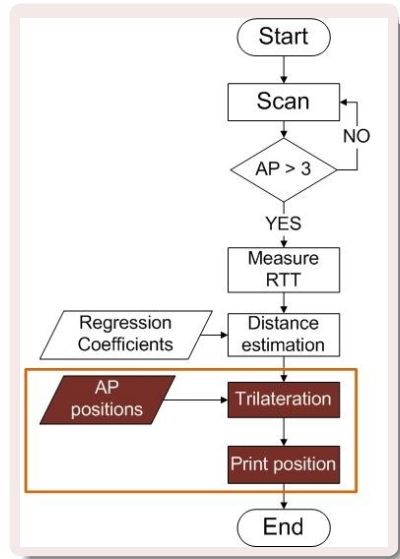 Start
Scan
NO
AP > 3
YES
Measure
RTT
Regression
Coefficients
Distance
estimation
AP
positions
Trilateration
Print position
End